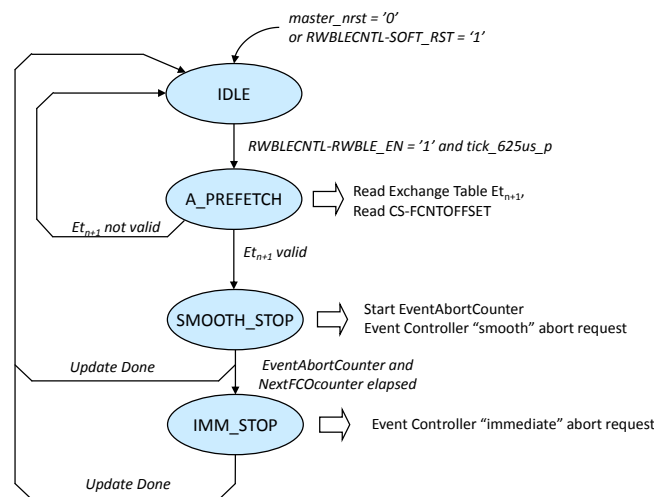 master_nrst = '0'
or RWBLECNTL-SOFT_RST = '1'
IDLE
RWBLECNTL-RWBLE_EN = '1' and tick_625us_p
A_PREFETCH
Read Exchange Table Etn+1,
Read CS-FCNTOFFSET
Etn+1 not valid
Etn+1 valid
SMOOTH_STOP
Start EventAbortCounter
Event Controller “smooth” abort request
Update Done
EventAbortCounter and
NextFCOcounter elapsed
IMM_STOP
Event Controller “immediate” abort request
Update Done